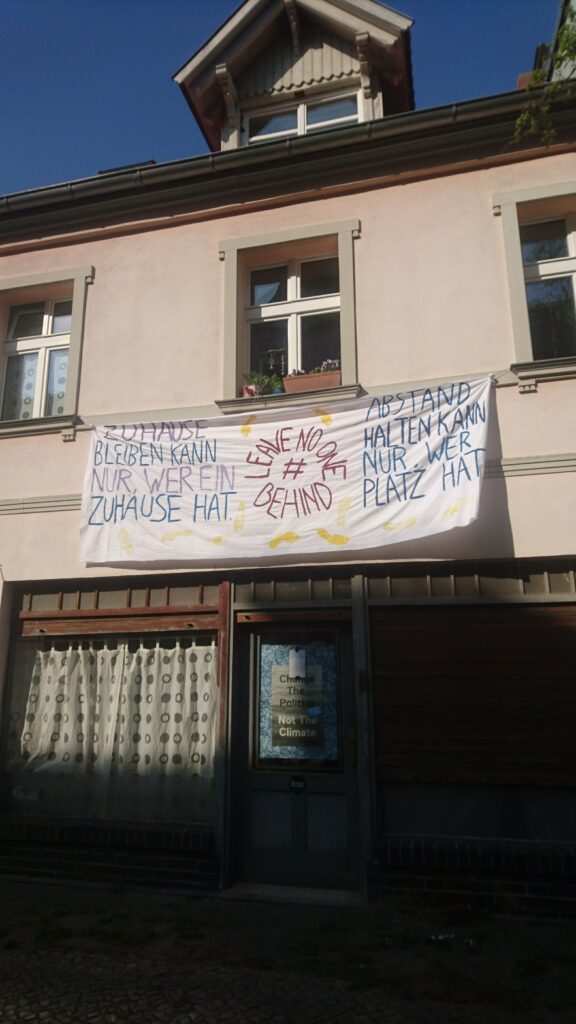 ZUHAUSE
BLEIBEN KANN
NUR WER EIN
ZUHAUSE HAT.
LEAVE NO ONE
#
BEHIND
ABSTAND
HALTEN KANN
NUR WER
PLATZ HAT
Change
The
Politics
Not The
Climate